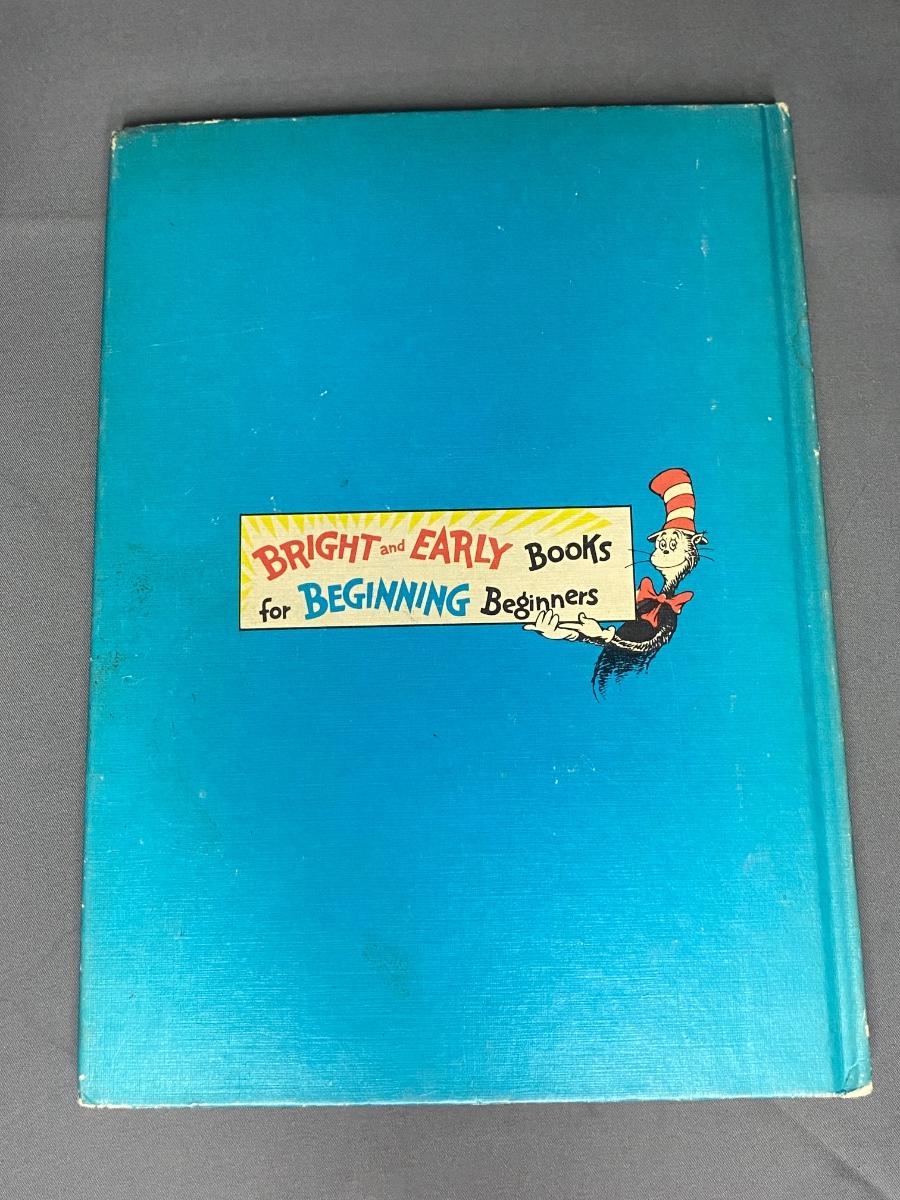 BRIGHT and EARLY BooKs
for BEGINNING Beginners